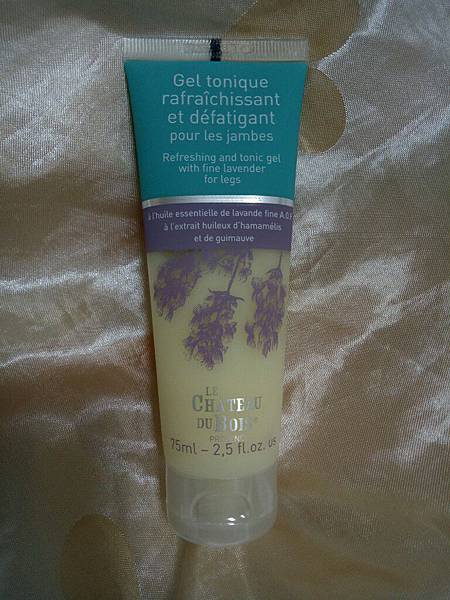 Gel tonique
rafraîchissant
et défatigant
pour les jambes
Refreshing and tonic gel
with fine lavender
for legs
à l'huile essentielle de lavande fine A.O.P
à l'extrait huileux d'hamamélis
et de guimauve
LE
CHATEAU
DU BOIS®
75ml – 2,5 fl.oz. us